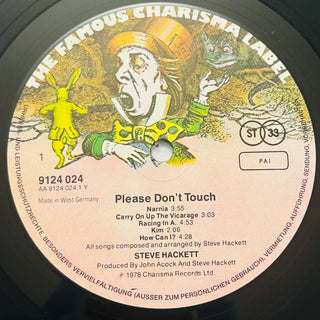 THE FAMOUS CHARISMA LABEL
ST 33
9124 024
AA 9124 024.1 Y
PAI
1
Made in West Germany
Please Don't Touch
Narnia 3:55
Carry On Up The Vicarage 3:03
Racing In A. 4:53
Kim 2:06
How Can I? 4:28
All songs composed and arranged by Steve Hackett
STEVE HACKETT
Produced by John Acock And Steve Hackett
℗ 1978 Charisma Records Ltd.
UND LEISTUNGSSCHUTZRECHTE, BESONDERS VERVIELFÄLTIGUNG (AUSSER ZUM PERSÖNLICHEN GEBRAUCH), VERMIETUNG, AUFFÜHRUNG, SENDUNG,